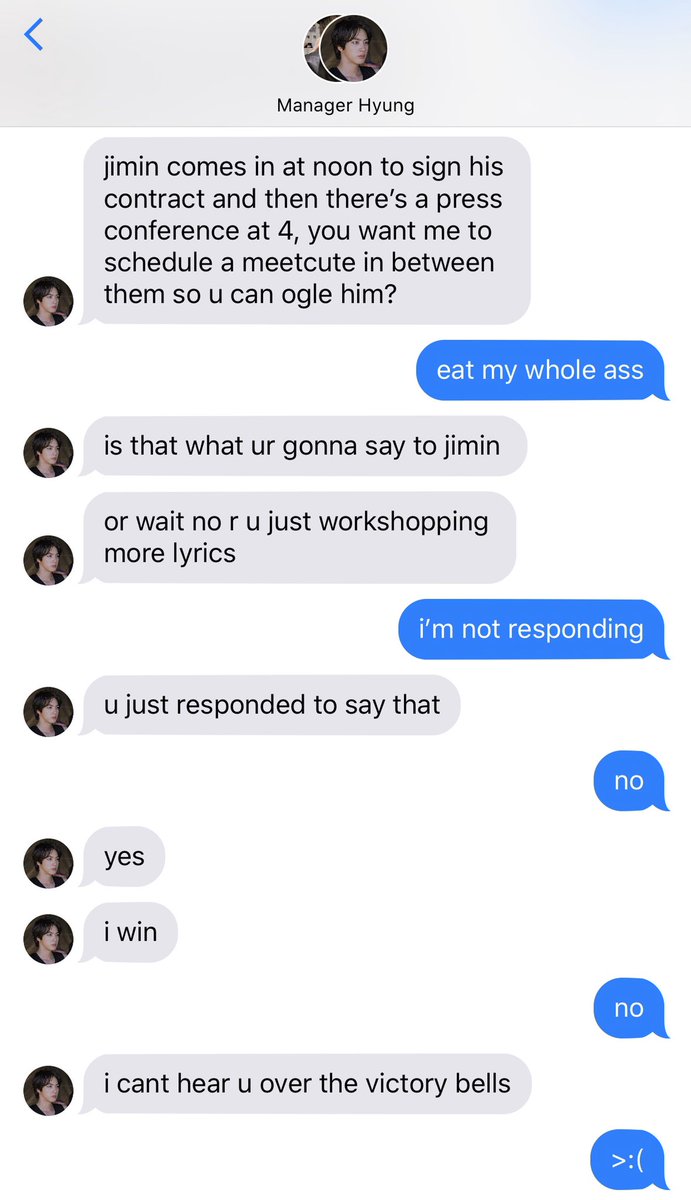 Manager Hyung
jimin comes in at noon to sign his
contract and then there’s a press
conference at 4, you want me to
schedule a meetcute in between
them so u can ogle him?
eat my whole ass
is that what ur gonna say to jimin
or wait no r u just workshopping
more lyrics
i’m not responding
u just responded to say that
no
yes
i win
no
i cant hear u over the victory bells
>:(